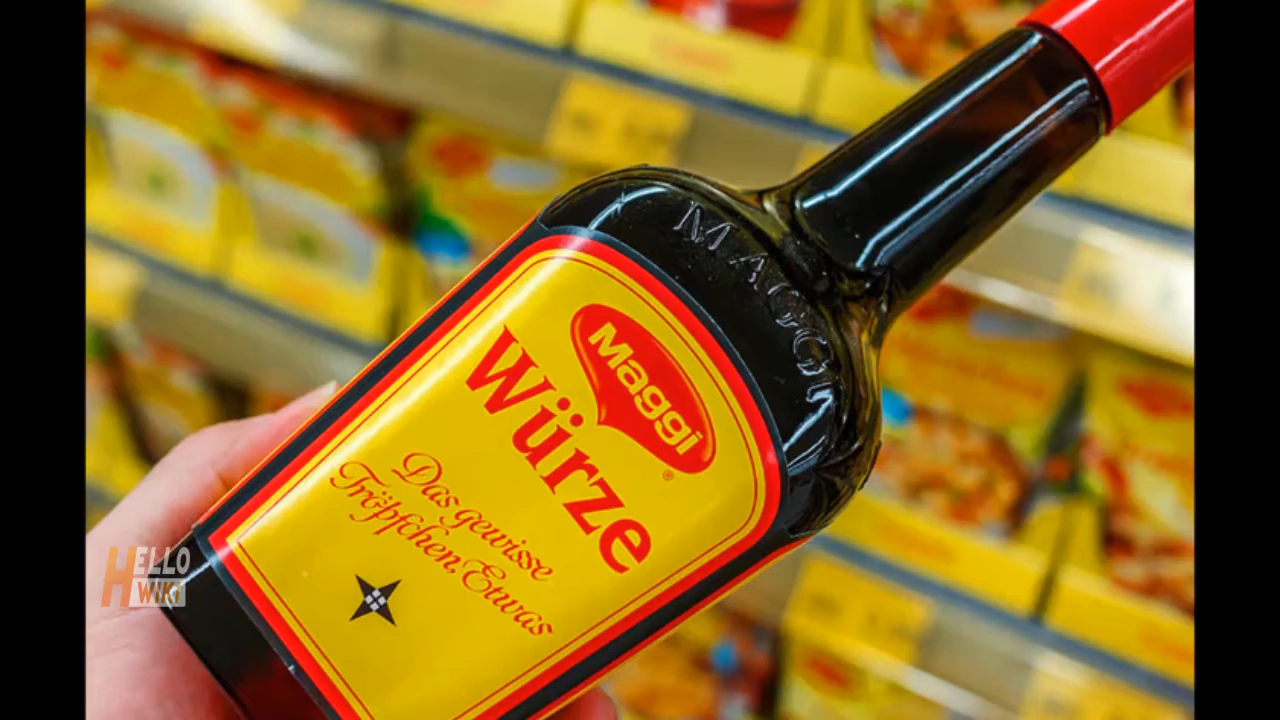 MAGGI
Maggi
®
Würze
Das gewisse
Tröpfchen Etwas
HELLO
WiKi